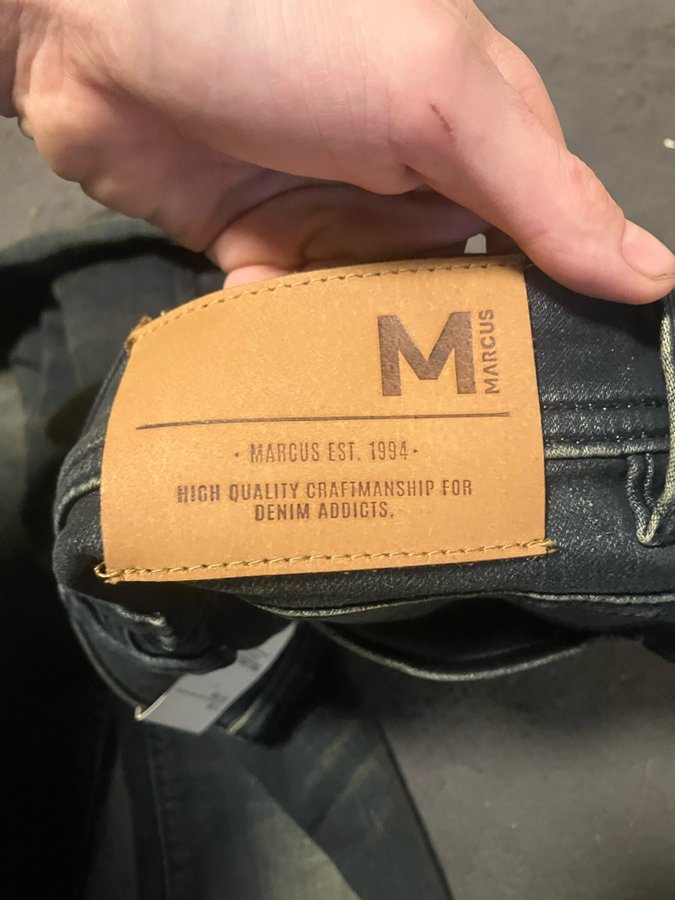 M MARCUS
• MARCUS EST. 1994 •
HIGH QUALITY CRAFTMANSHIP FOR
DENIM ADDICTS.